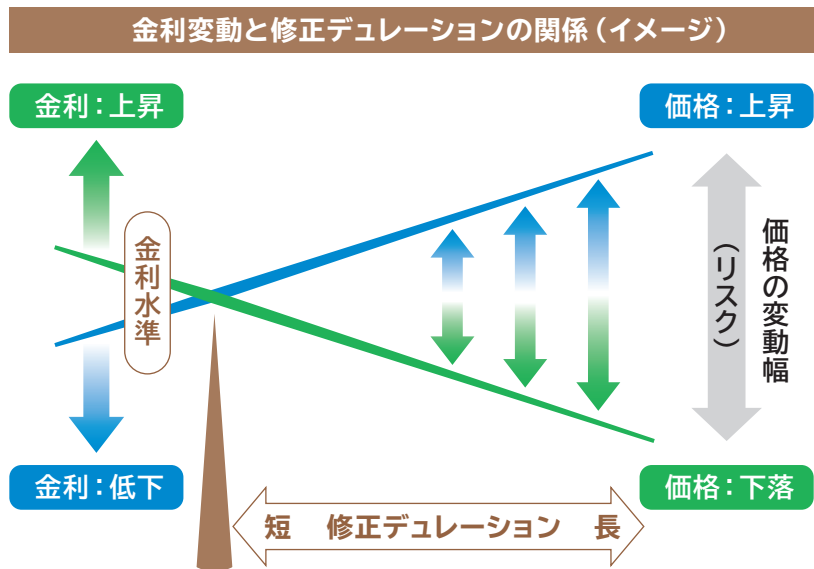 金利変動と修正デュレーションの関係（イメージ）
金利：上昇
価格：上昇
金利水準
価格の変動幅
（リスク）
金利：低下
価格：下落
短　修正デュレーション　長